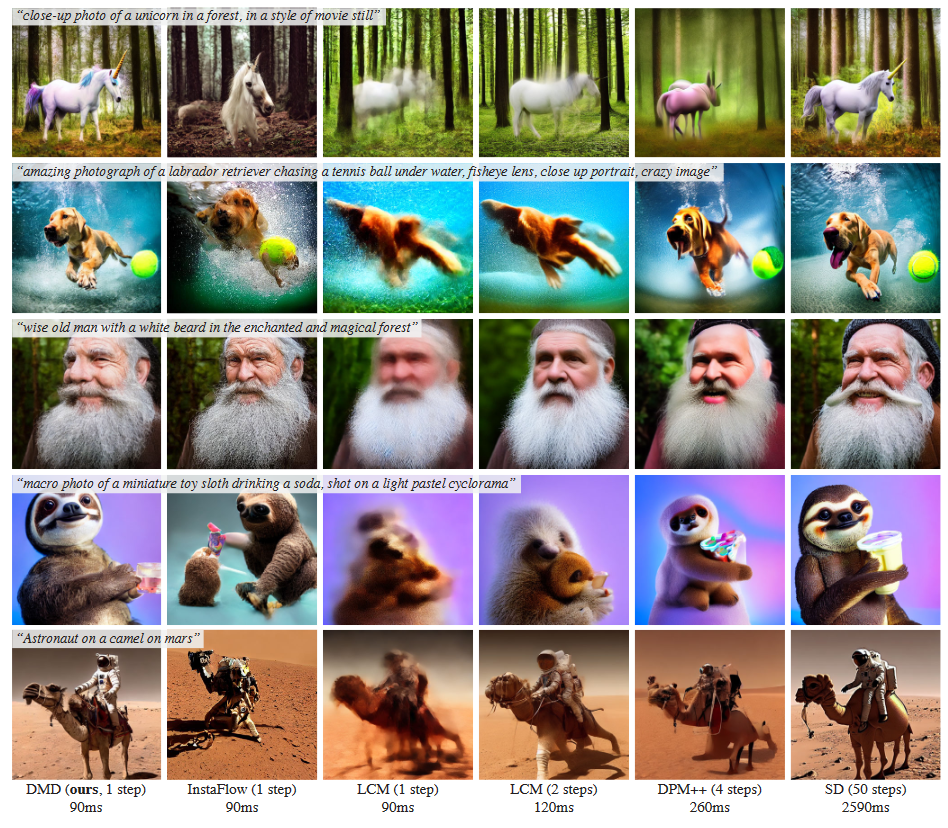 “close-up photo of a unicorn in a forest, in a style of movie still”
“amazing photograph of a labrador retriever chasing a tennis ball under water, fisheye lens, close up portrait, crazy image”
“wise old man with a white beard in the enchanted and magical forest”
“macro photo of a miniature toy sloth drinking a soda, shot on a light pastel cyclorama”
“Astronaut on a camel on mars”
DMD (ours, 1 step) InstaFlow (1 step) LCM (1 step) LCM (2 steps) DPM++ (4 steps) SD (50 steps)
90ms 90ms 90ms 120ms 260ms 2590ms